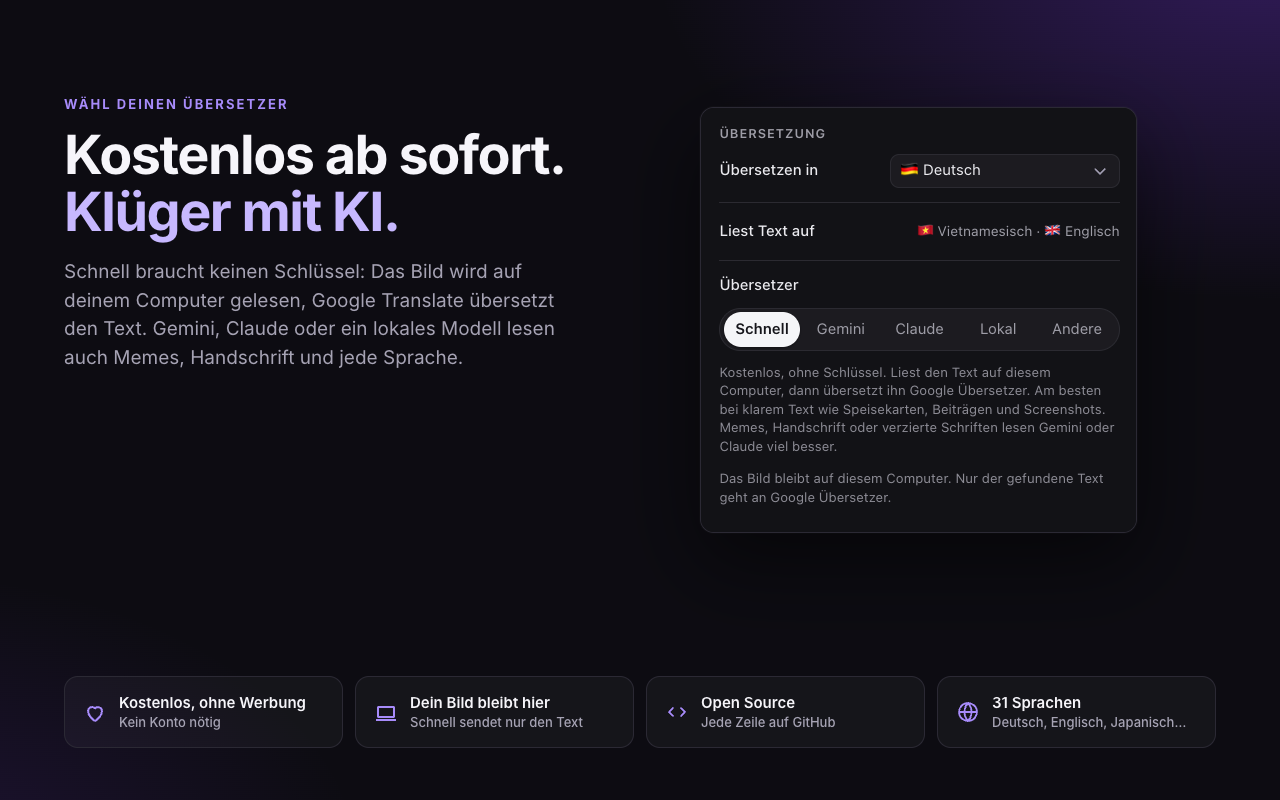 WÄHL DEINEN ÜBERSETZER
Kostenlos ab sofort.
Klüger mit KI.
Schnell braucht keinen Schlüssel: Das Bild wird auf
deinem Computer gelesen, Google Translate übersetzt
den Text. Gemini, Claude oder ein lokales Modell lesen
auch Memes, Handschrift und jede Sprache.
ÜBERSETZUNG
Übersetzen in
🇩🇪 Deutsch
Liest Text auf
🇻🇳 Vietnamesisch · 🇬🇧 Englisch
Übersetzer
Schnell Gemini Claude Lokal Andere
Kostenlos, ohne Schlüssel. Liest den Text auf diesem
Computer, dann übersetzt ihn Google Übersetzer. Am besten
bei klarem Text wie Speisekarten, Beiträgen und Screenshots.
Memes, Handschrift oder verzierte Schriften lesen Gemini oder
Claude viel besser.
Das Bild bleibt auf diesem Computer. Nur der gefundene Text
geht an Google Übersetzer.
Kostenlos, ohne Werbung
Kein Konto nötig
Dein Bild bleibt hier
Schnell sendet nur den Text
Open Source
Jede Zeile auf GitHub
31 Sprachen
Deutsch, Englisch, Japanisch...